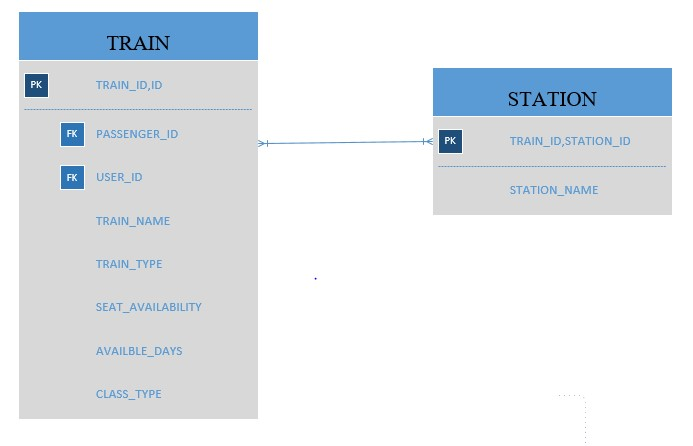 TRAIN
PK TRAIN_ID,ID
FK PASSENGER_ID
FK USER_ID
TRAIN_NAME
TRAIN_TYPE
SEAT_AVAILABILITY
AVAILBLE_DAYS
CLASS_TYPE
STATION
PK TRAIN_ID,STATION_ID
STATION_NAME